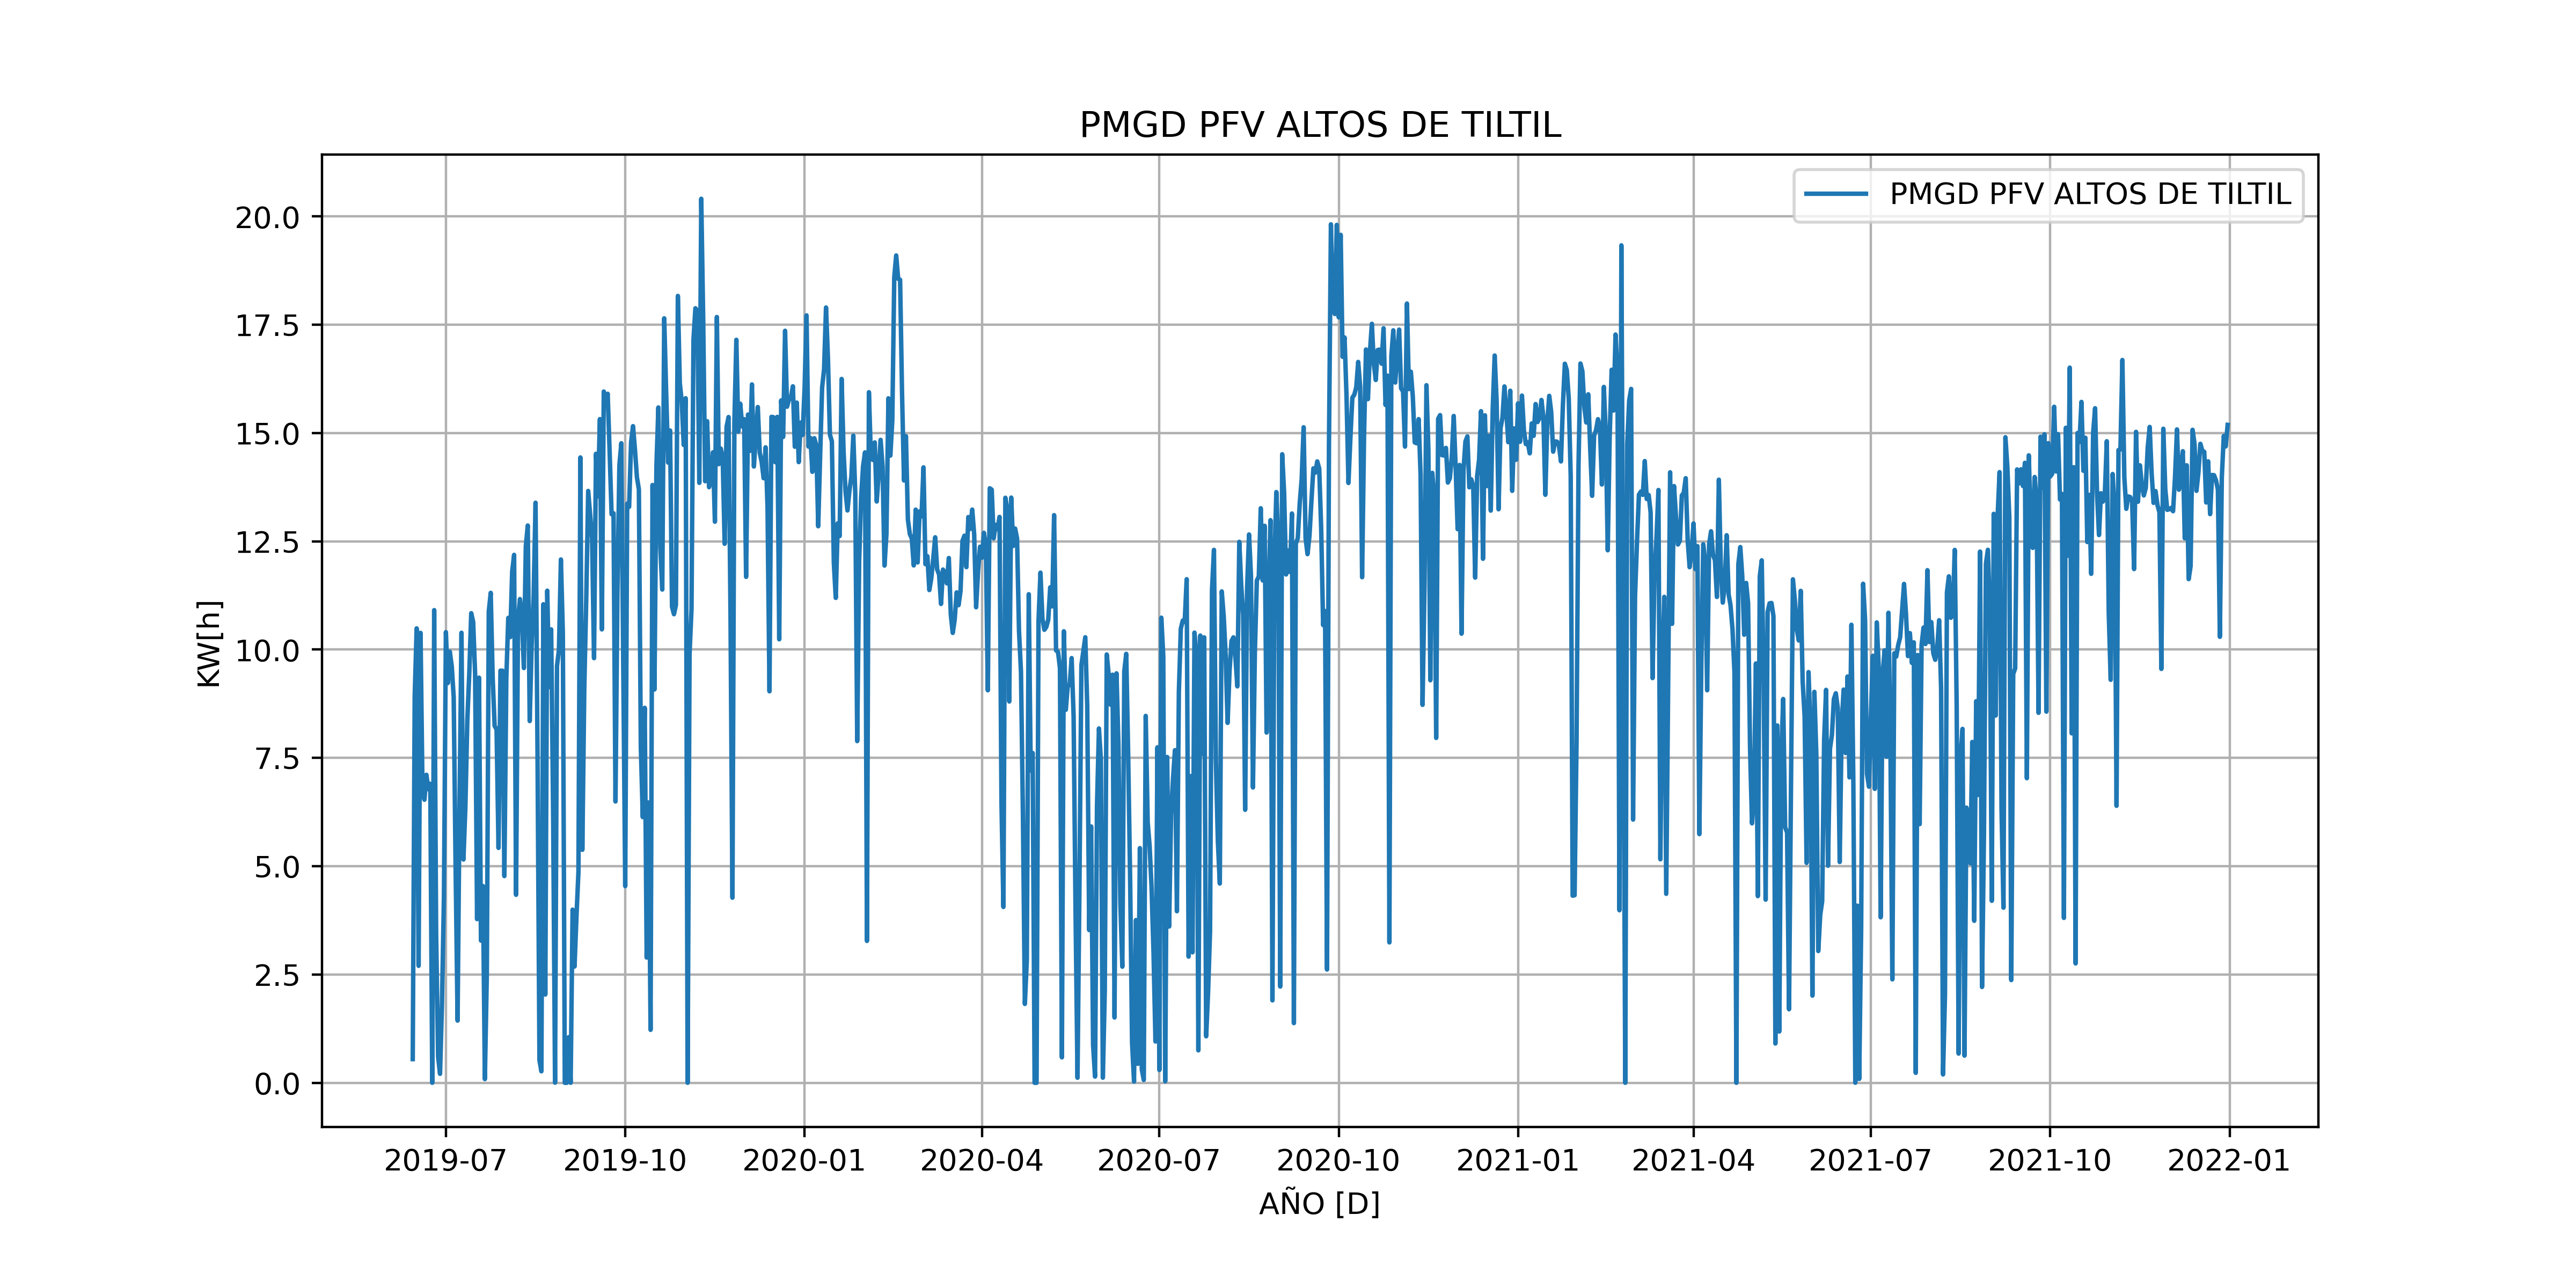 PMGD PFV ALTOS DE TILTIL
PMGD PFV ALTOS DE TILTIL
20.0
17.5
15.0
12.5
10.0
7.5
5.0
2.5
0.0
KW[h]
2019-07 2019-10 2020-01 2020-04 2020-07 2020-10 2021-01 2021-04 2021-07 2021-10 2022-01
AÑO [D]